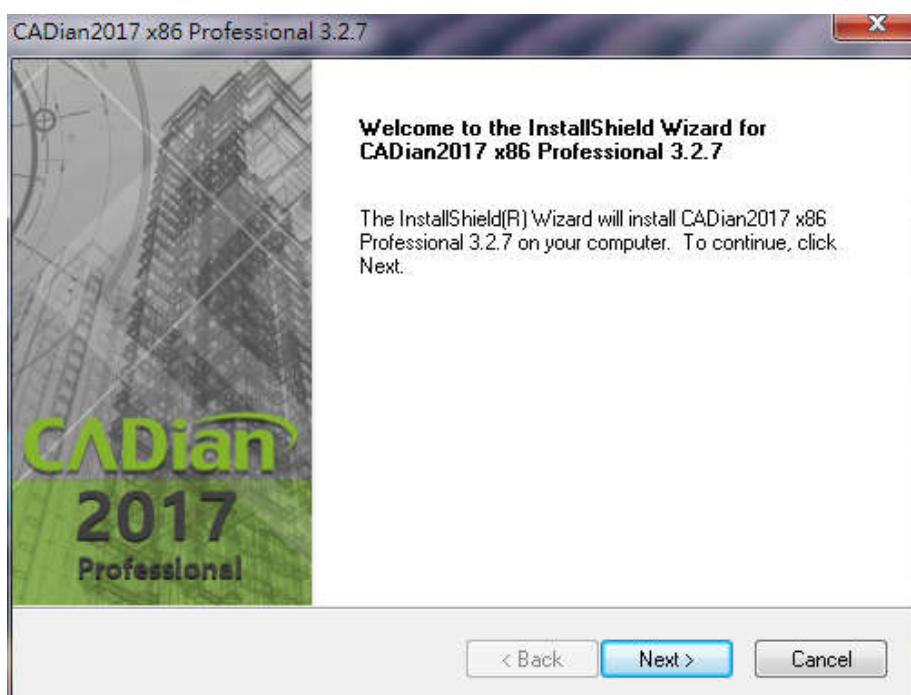 CADian2017 x86 Professional 3.2.7
Welcome to the InstallShield Wizard for
CADian2017 x86 Professional 3.2.7
The InstallShield(R) Wizard will install CADian2017 x86
Professional 3.2.7 on your computer.  To continue, click
Next.
CADian
2017
Professional
< Back
Next >
Cancel